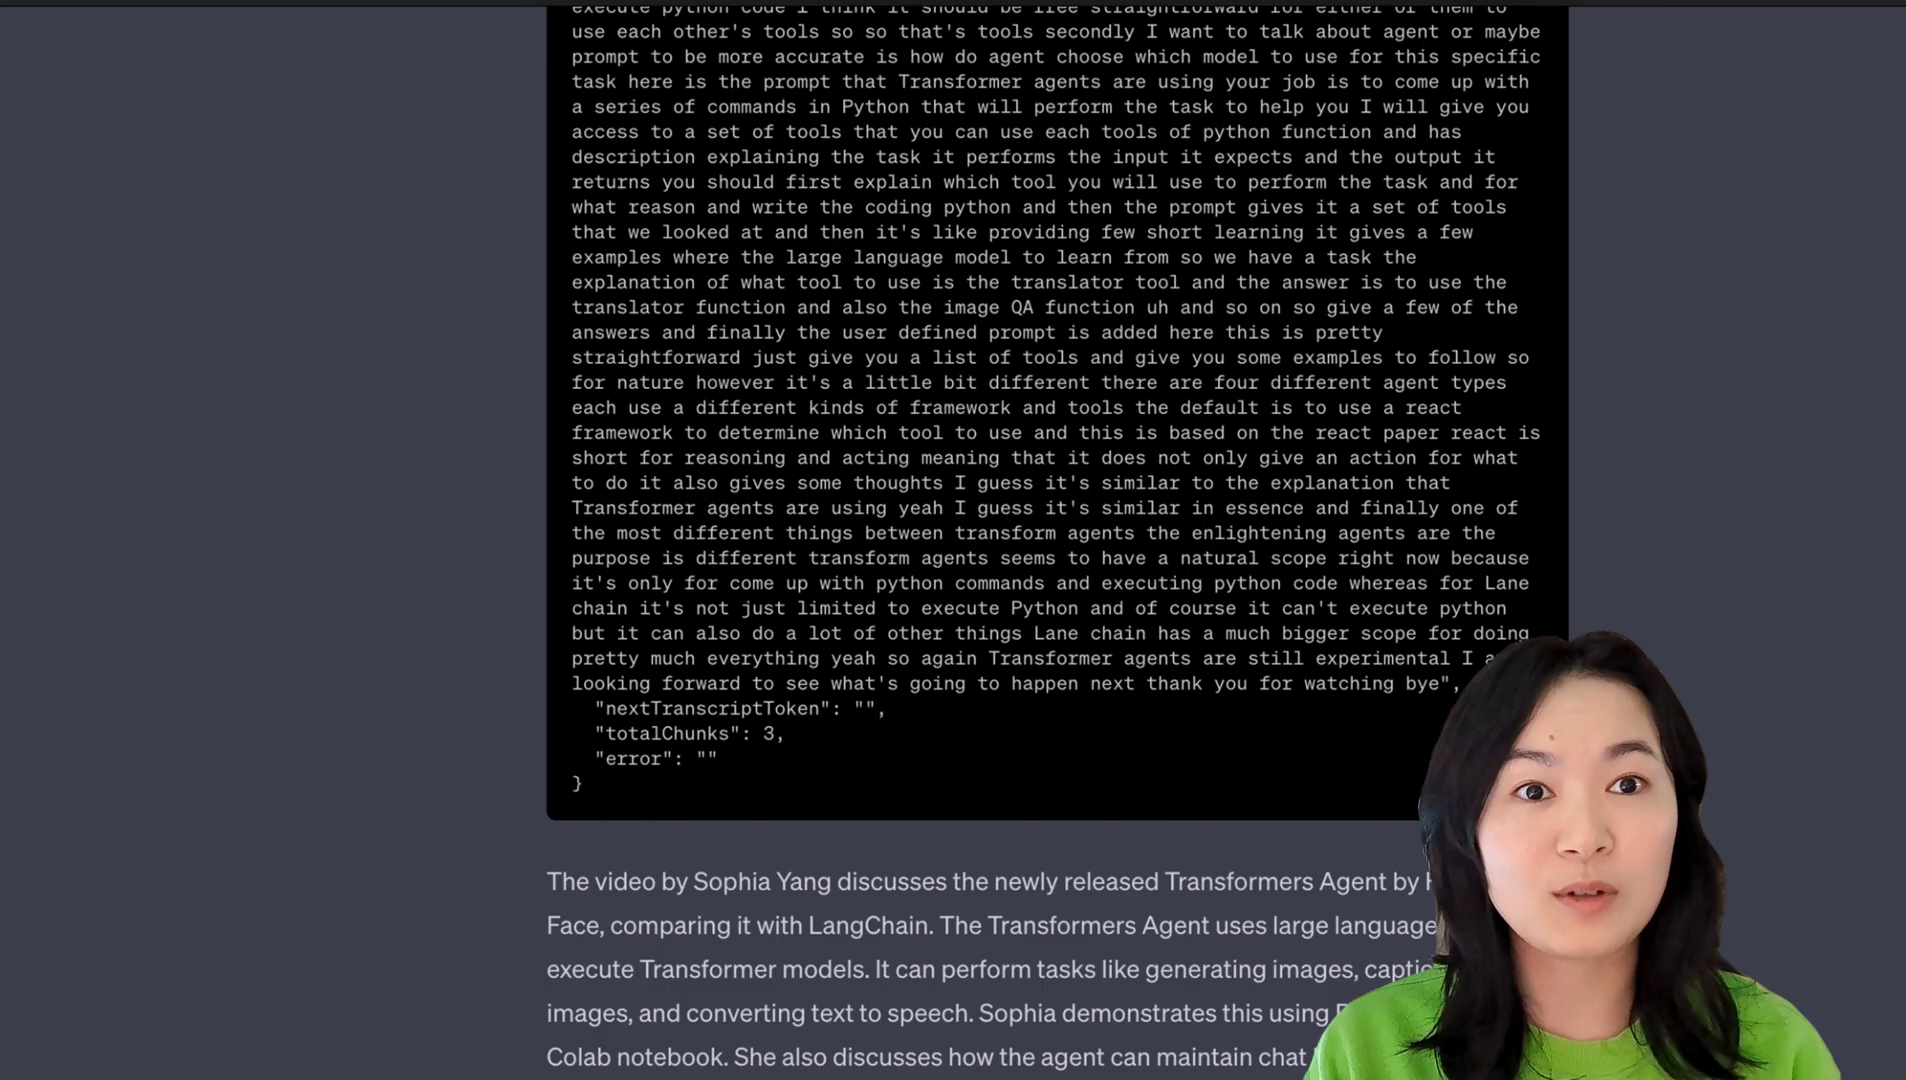 execute python code I think it should be free straightforward for either of them to
use each other's tools so so that's tools secondly I want to talk about agent or maybe
prompt to be more accurate is how do agent choose which model to use for this specific
task here is the prompt that Transformer agents are using your job is to come up with
a series of commands in Python that will perform the task to help you I will give you
access to a set of tools that you can use each tools of python function and has
description explaining the task it performs the input it expects and the output it
returns you should first explain which tool you will use to perform the task and for
what reason and write the coding python and then the prompt gives it a set of tools
that we looked at and then it's like providing few short learning it gives a few
examples where the large language model to learn from so we have a task the
explanation of what tool to use is the translator tool and the answer is to use the
translator function and also the image QA function uh and so on so give a few of the
answers and finally the user defined prompt is added here this is pretty
straightforward just give you a list of tools and give you some examples to follow so
for nature however it's a little bit different there are four different agent types
each use a different kinds of framework and tools the default is to use a react
framework to determine which tool to use and this is based on the react paper react is
short for reasoning and acting meaning that it does not only give an action for what
to do it also gives some thoughts I guess it's similar to the explanation that
Transformer agents are using yeah I guess it's similar in essence and finally one of
the most different things between transform agents the enlightening agents are the
purpose is different transform agents seems to have a natural scope right now because
it's only for come up with python commands and executing python code whereas for Lane
chain it's not just limited to execute Python and of course it can't execute python
but it can also do a lot of other things Lane chain has a much bigger scope for doing
pretty much everything yeah so again Transformer agents are still experimental I
looking forward to see what's going to happen next thank you for watching bye",
"nextTranscriptToken": "",
"totalChunks": 3,
"error": ""
}
The video by Sophia Yang discusses the newly released Transformers Agent by
Face, comparing it with LangChain. The Transformers Agent uses large language
execute Transformer models. It can perform tasks like generating images,
images, and converting text to speech. Sophia demonstrates this using
Colab notebook. She also discusses how the agent can maintain chat